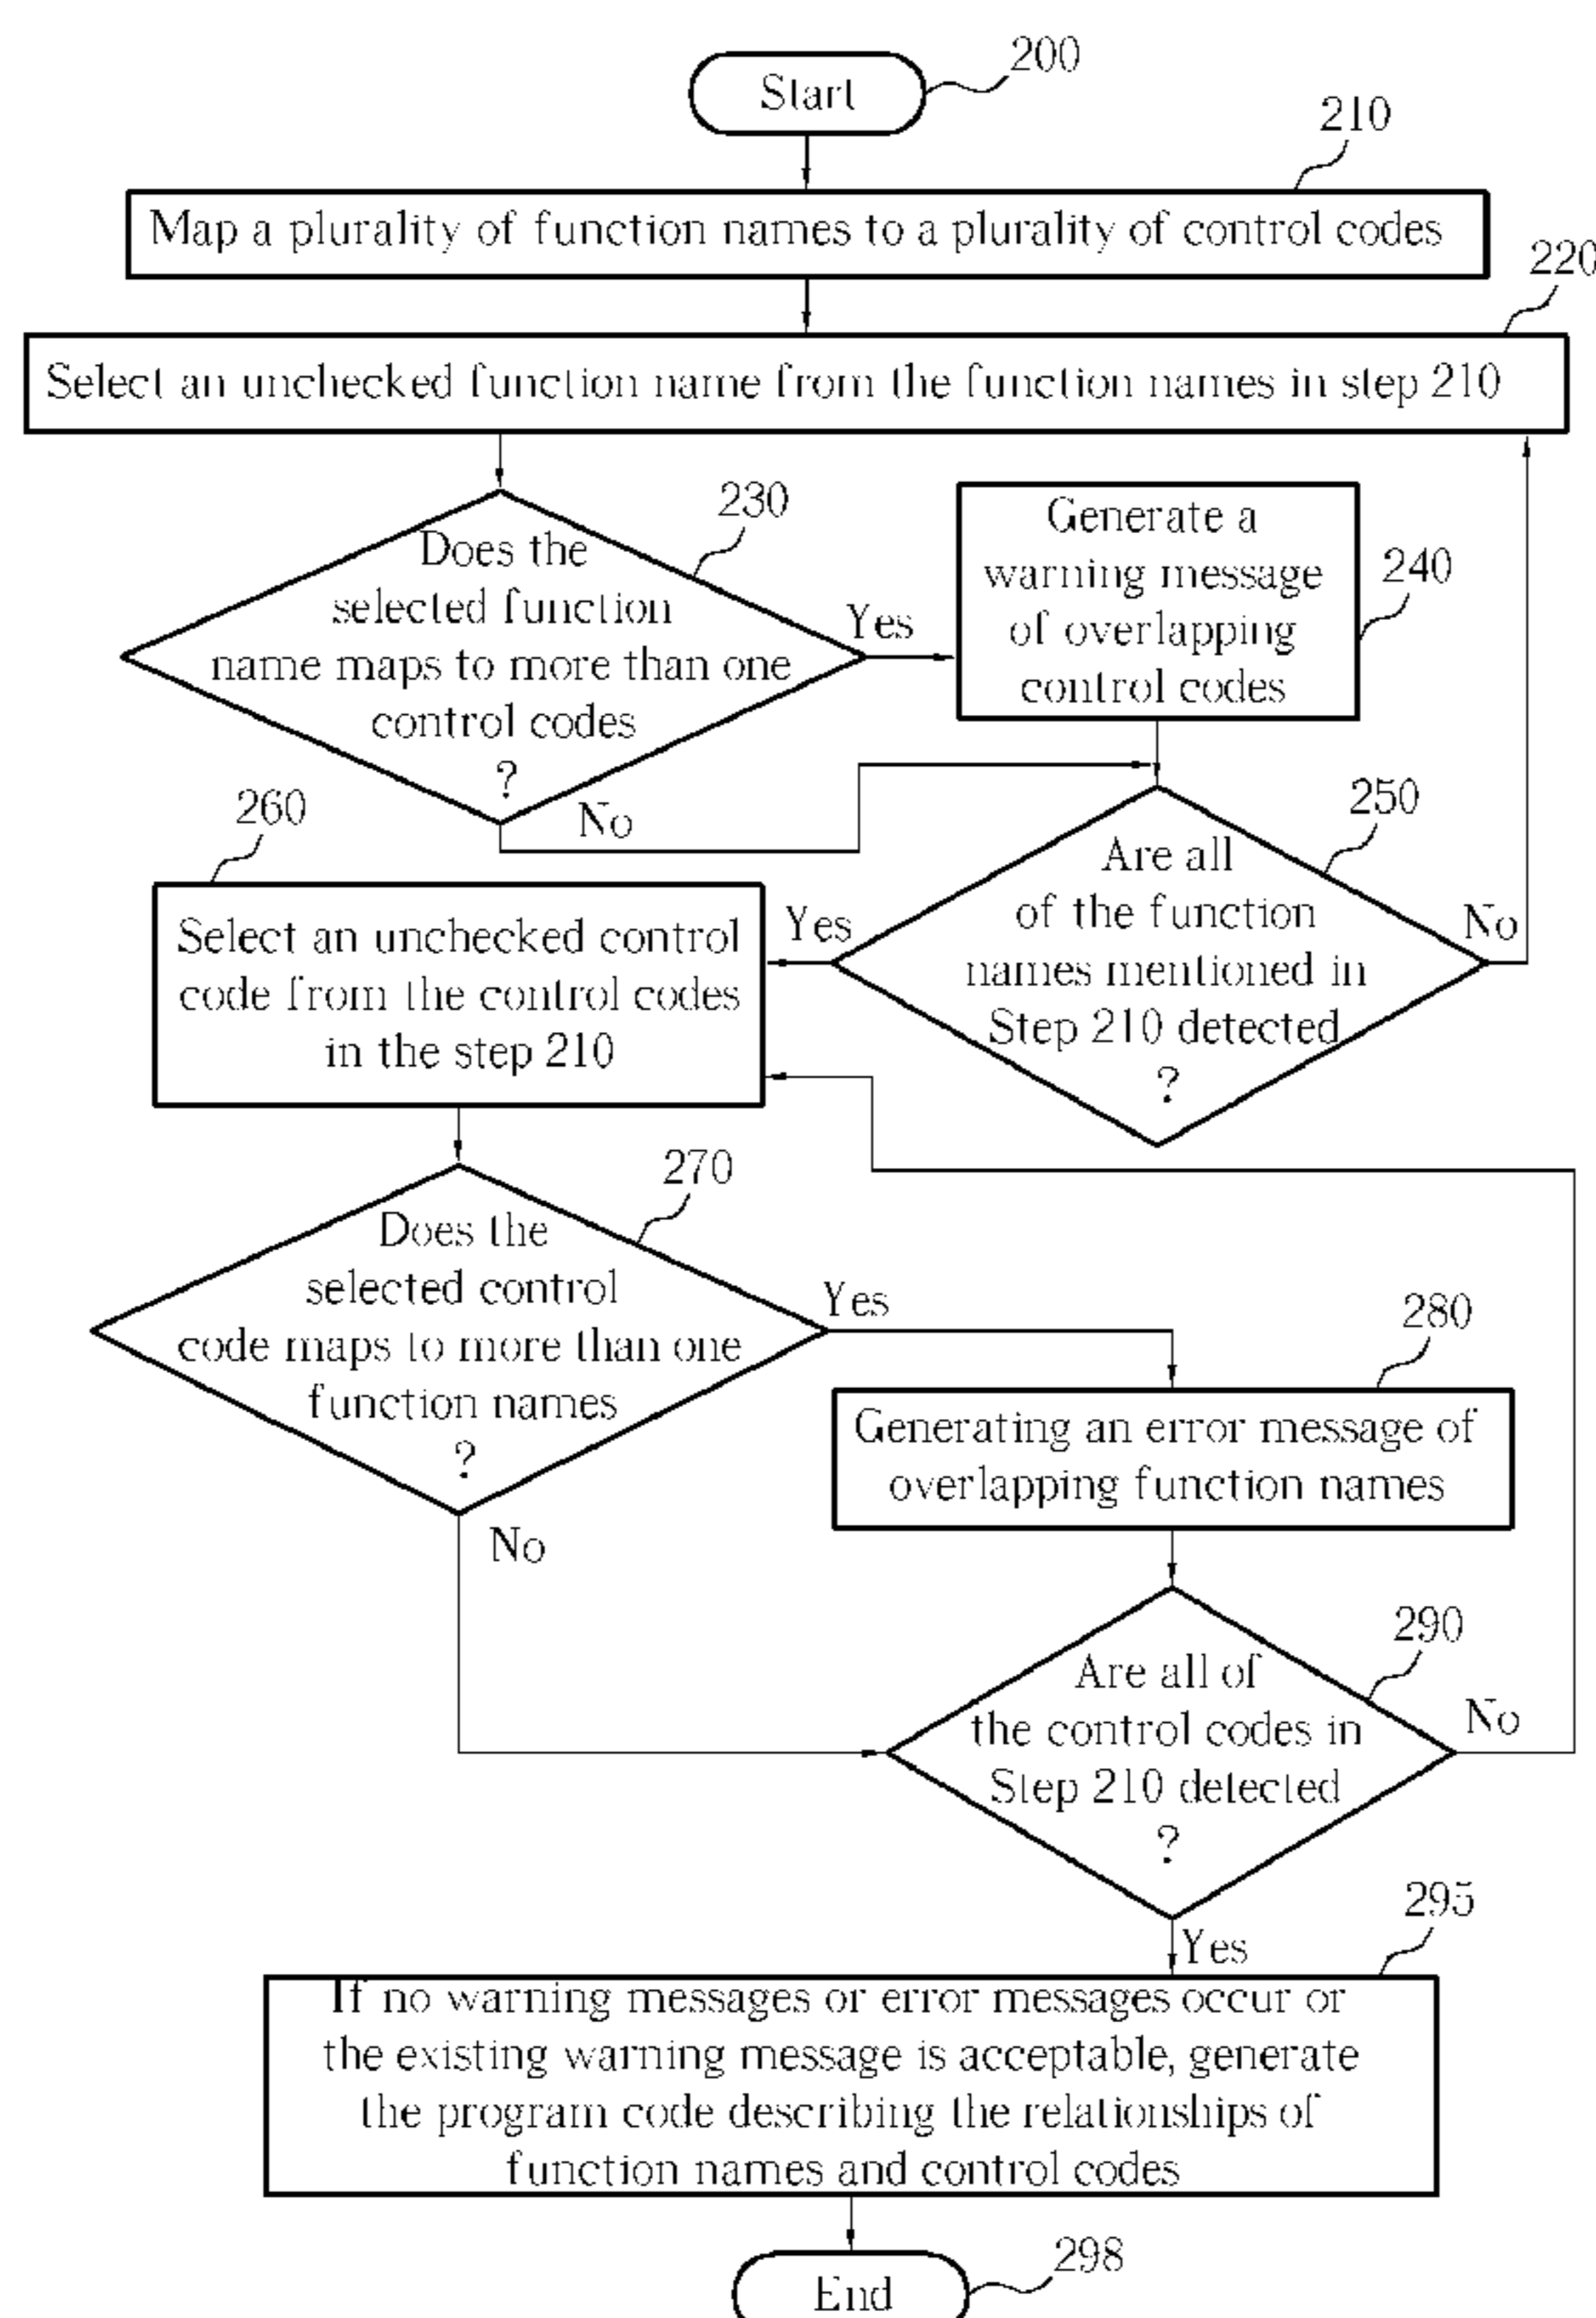 Start
200
210
Map a plurality of function names to a plurality of control codes
220
Select an unchecked function name from the function names in step 210
230
Does the
selected function
name maps to more than one
control codes
?
Yes
No
Generate a
warning message
of overlapping
control codes
240
250
Are all
of the function
names mentioned in
Step 210 detected
?
Yes
No
260
Select an unchecked control
code from the control codes
in the step 210
270
Does the
selected control
code maps to more than one
function names
?
Yes
No
280
Generating an error message of
overlapping function names
290
Are all of
the control codes in
Step 210 detected
?
No
Yes
295
If no warning messages or error messages occur or
the existing warning message is acceptable, generate
the program code describing the relationships of
function names and control codes
298
End